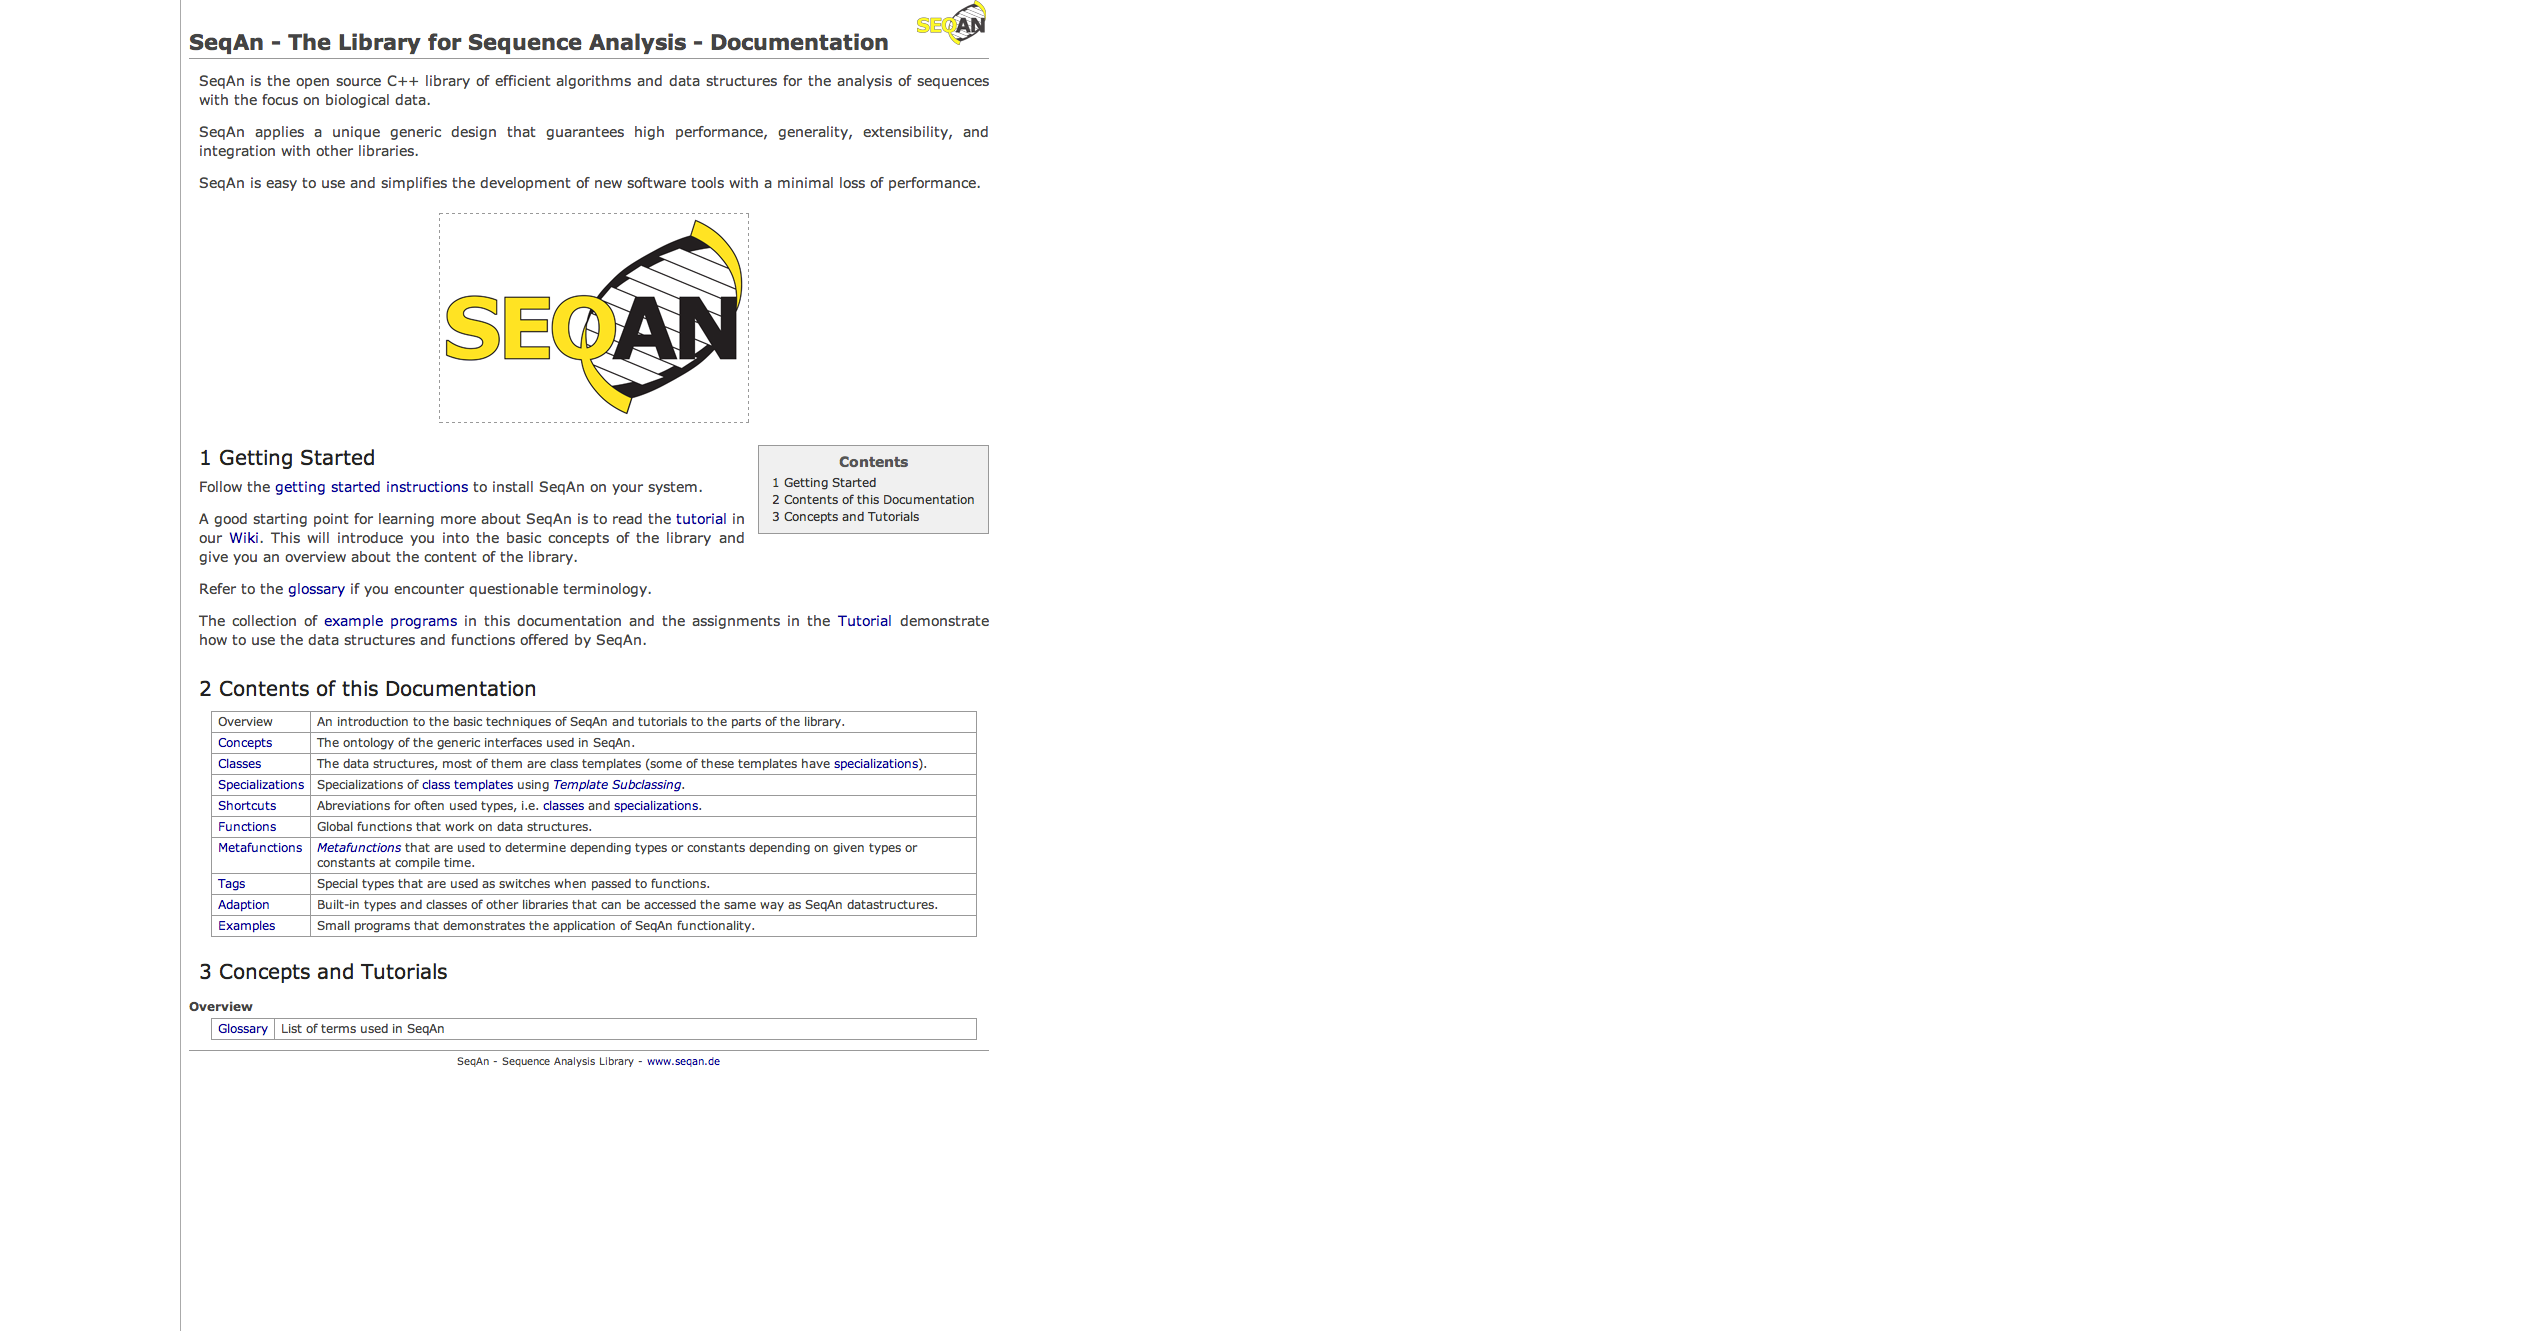 SeqAn - The Library for Sequence Analysis - Documentation
SEQAN
SeqAn is the open source C++ library of efficient algorithms and data structures for the analysis of sequences
with the focus on biological data.
SeqAn applies a unique generic design that guarantees high performance, generality, extensibility, and
integration with other libraries.
SeqAn is easy to use and simplifies the development of new software tools with a minimal loss of performance.
SEQAN
1 Getting Started
Follow the getting started instructions to install SeqAn on your system.
A good starting point for learning more about SeqAn is to read the tutorial in
our Wiki. This will introduce you into the basic concepts of the library and
give you an overview about the content of the library.
Contents
1 Getting Started
2 Contents of this Documentation
3 Concepts and Tutorials
Refer to the glossary if you encounter questionable terminology.
The collection of example programs in this documentation and the assignments in the Tutorial demonstrate
how to use the data structures and functions offered by SeqAn.
2 Contents of this Documentation
Overview An introduction to the basic techniques of SeqAn and tutorials to the parts of the library.
Concepts The ontology of the generic interfaces used in SeqAn.
Classes The data structures, most of them are class templates (some of these templates have specializations).
Specializations Specializations of class templates using Template Subclassing.
Shortcuts Abreviations for often used types, i.e. classes and specializations.
Functions Global functions that work on data structures.
Metafunctions Metafunctions that are used to determine depending types or constants depending on given types or
constants at compile time.
Tags Special types that are used as switches when passed to functions.
Adaption Built-in types and classes of other libraries that can be accessed the same way as SeqAn datastructures.
Examples Small programs that demonstrates the application of SeqAn functionality.
3 Concepts and Tutorials
Overview
Glossary List of terms used in SeqAn
SeqAn - Sequence Analysis Library - www.seqan.de